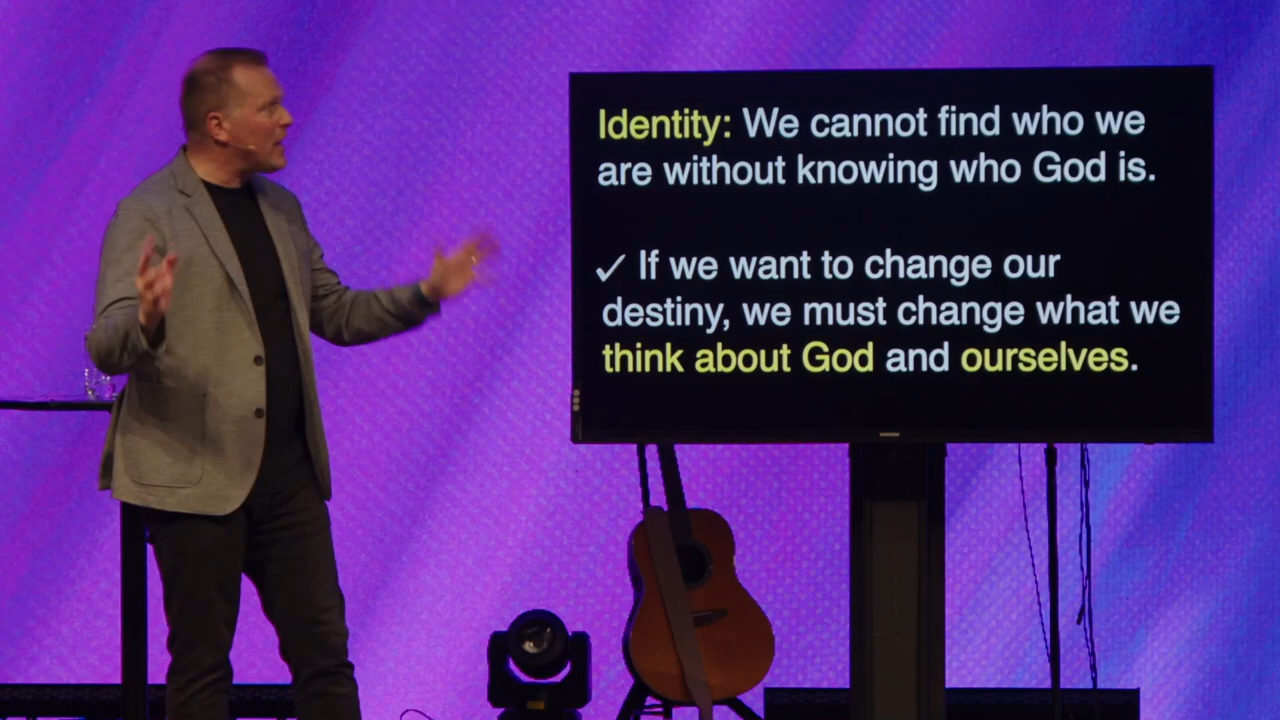 Identity: We cannot find who we
are without knowing who God is.
✓ If we want to change our
destiny, we must change what we
think about God and ourselves.